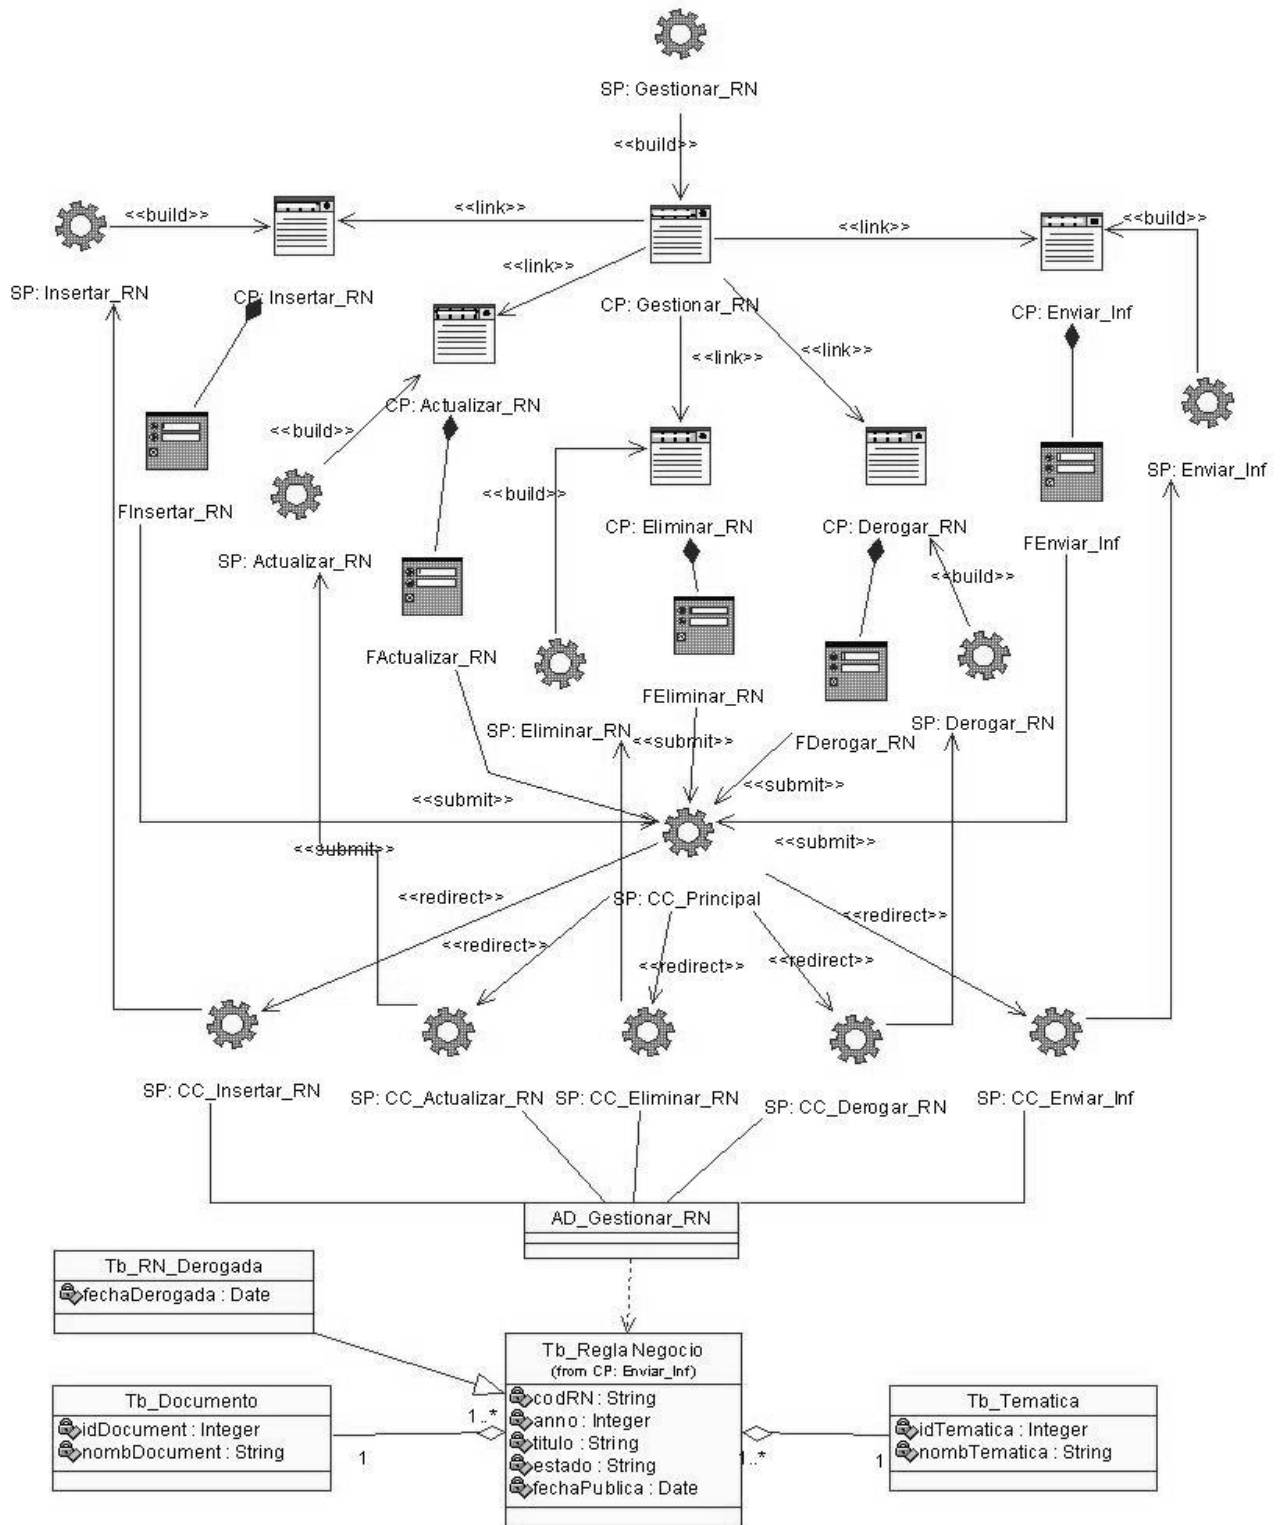 SP: Gestionar_RN
<<build>>
<<build>>
<<link>>
<<link>>
<<build>>
SP: Insertar_RN
CP: Insertar_RN
<<link>>
CP: Gestionar_RN
CP: Enviar_Inf
<<link>>
<<link>>
CP: Actualizar_RN
<<build>>
SP: Enviar_Inf
<<build>>
FInsertar_RN
CP: Eliminar_RN
CP: Derogar_RN
FEnviar_Inf
SP: Actualizar_RN
<<build>>
FActualizar_RN
FEliminar_RN
SP: Eliminar_RN
SP: Derogar_RN
<<submit>>
FDerogar_RN
<<submit>>
<<submit>>
<<submit>>
<<submit>>
<<redirect>>
SP: CC_Principal
<<redirect>>
<<redirect>>
<<redirect>>
<<redirect>>
SP: CC_Insertar_RN
SP: CC_Actualizar_RN
SP: CC_Eliminar_RN
SP: CC_Derogar_RN
SP: CC_Enviar_Inf
AD_Gestionar_RN
Tb_RN_Derogada
fechaDerogada : Date
Tb_Regla Negocio
(from CP: Enviar_Inf)
codRN : String
anno : Integer
titulo : String
estado : String
fechaPublica : Date
Tb_Documento
idDocument : Integer
nombDocument : String
1..*
1
Tb_Tematica
idTematica : Integer
nombTematica : String
1..*
1